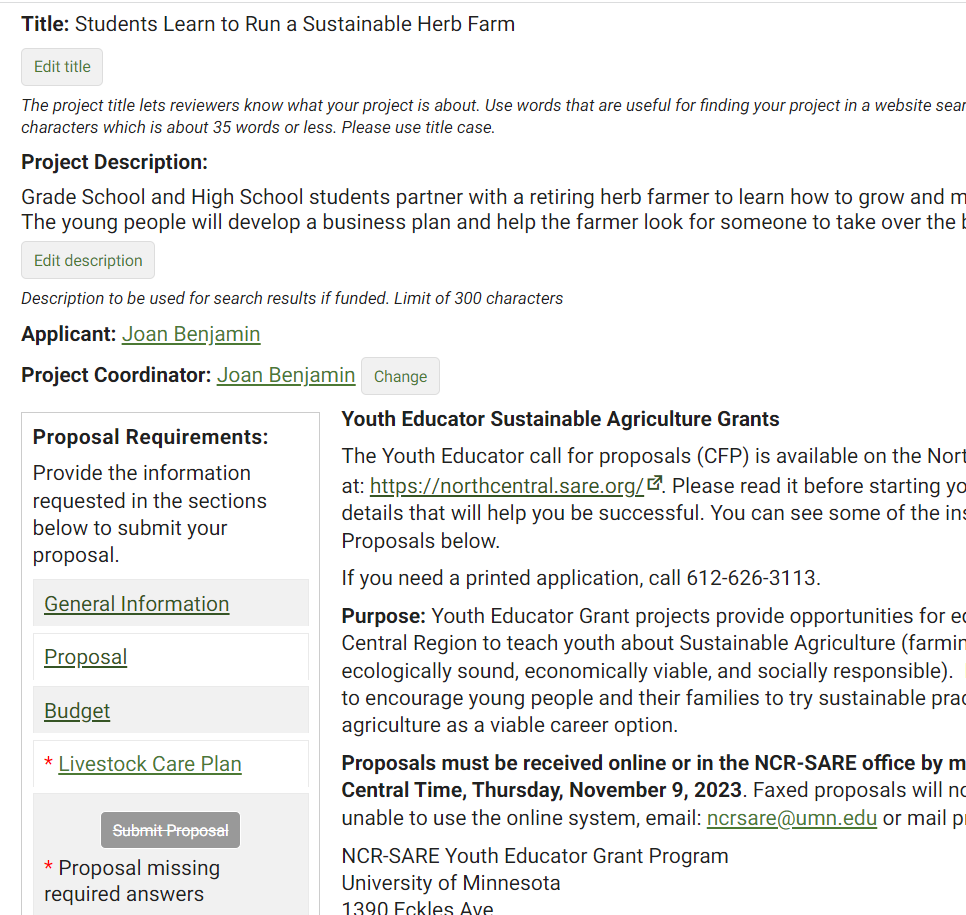 Title: Students Learn to Run a Sustainable Herb Farm
Edit title
The project title lets reviewers know what your project is about. Use words that are useful for finding your project in a website sear
characters which is about 35 words or less. Please use title case.
Project Description:
Grade School and High School students partner with a retiring herb farmer to learn how to grow and m
The young people will develop a business plan and help the farmer look for someone to take over the b
Edit description
Description to be used for search results if funded. Limit of 300 characters
Applicant: Joan Benjamin
Project Coordinator: Joan Benjamin Change
Proposal Requirements:
Provide the information
requested in the sections
below to submit your
proposal.
General Information
Proposal
Budget
* Livestock Care Plan
Submit Proposal
* Proposal missing
required answers
Youth Educator Sustainable Agriculture Grants
The Youth Educator call for proposals (CFP) is available on the Nort
at: https://northcentral.sare.org/. Please read it before starting yo
details that will help you be successful. You can see some of the ins
Proposals below.
If you need a printed application, call 612-626-3113.
Purpose: Youth Educator Grant projects provide opportunities for ed
Central Region to teach youth about Sustainable Agriculture (farmin
ecologically sound, economically viable, and socially responsible).
to encourage young people and their families to try sustainable prac
agriculture as a viable career option.
Proposals must be received online or in the NCR-SARE office by m
Central Time, Thursday, November 9, 2023. Faxed proposals will no
unable to use the online system, email: ncrsare@umn.edu or mail p
NCR-SARE Youth Educator Grant Program
University of Minnesota
1390 Eckles Ave